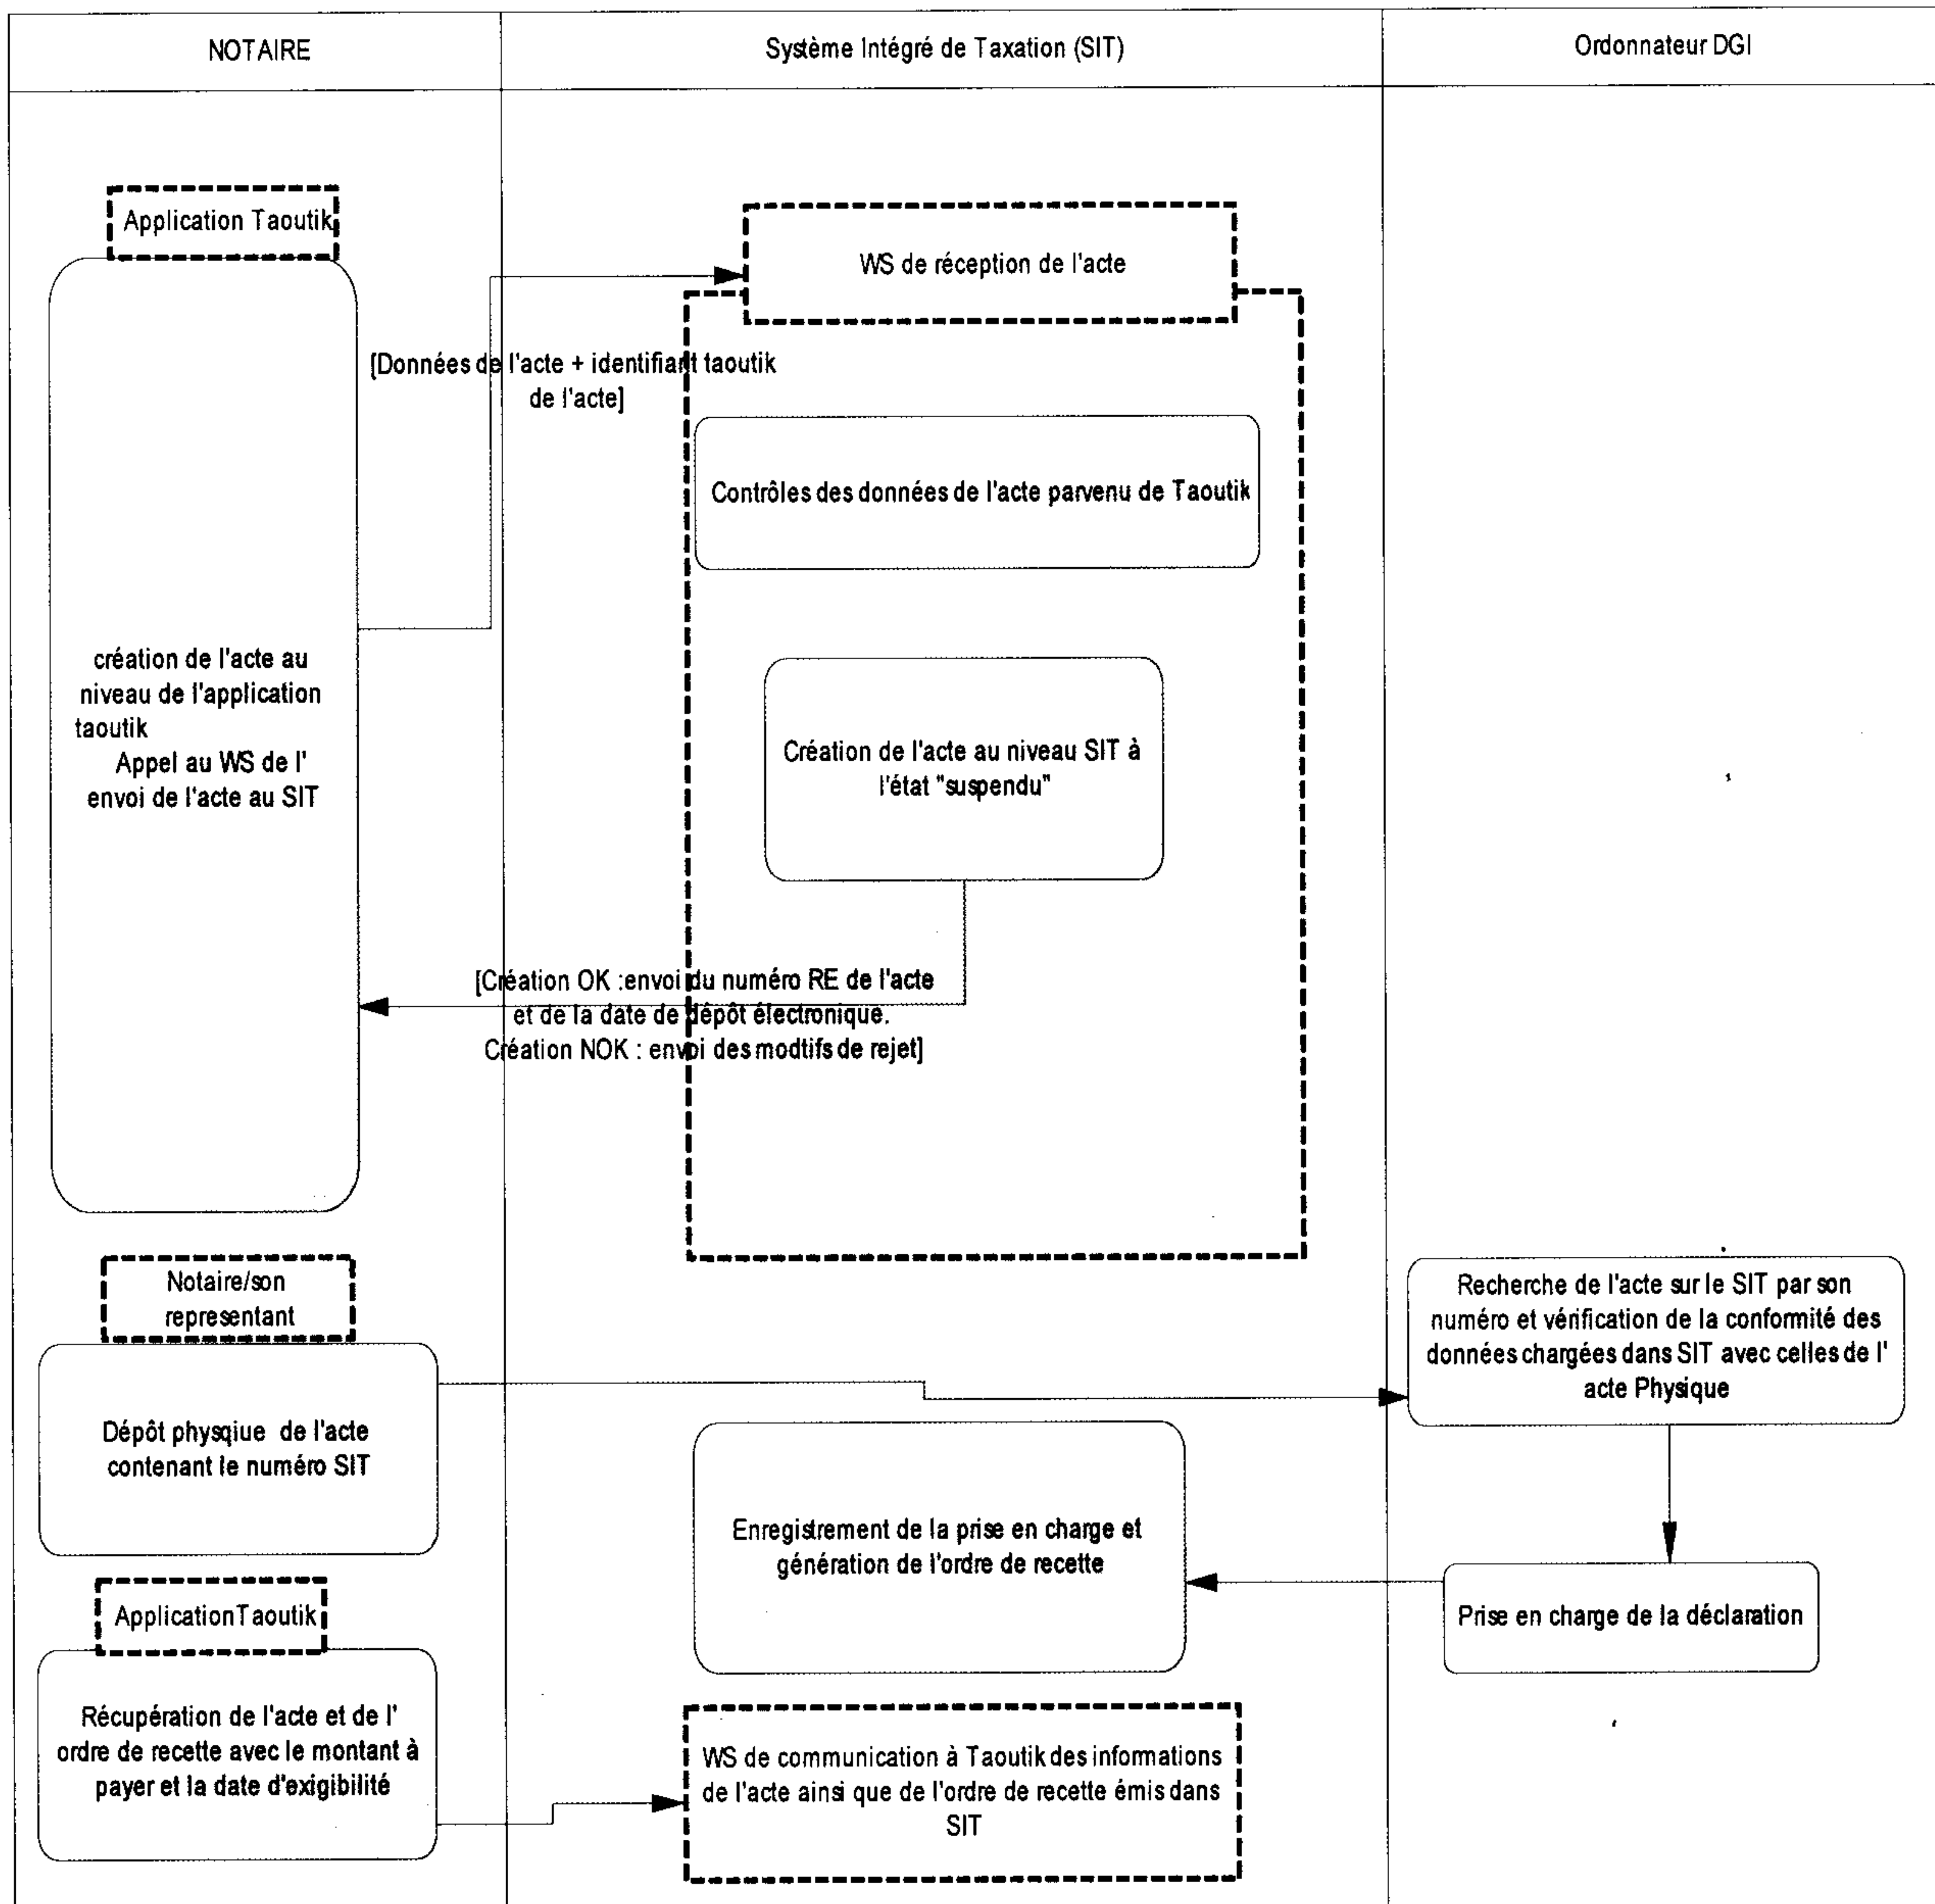 NOTAIRE
Système Intégré de Taxation (SIT)
Ordonnateur DGI
Application Taoutik
WS de réception de l'acte
[Données de l'acte + identifiant taoutik
de l'acte]
Contrôles des données de l'acte parvenu de Taoutik
création de l'acte au
niveau de l'application
taoutik
Appel au WS de l'
envoi de l'acte au SIT
Création de l'acte au niveau SIT à
l'état "suspendu"
[Création OK :envoi du numéro RE de l'acte
et de la date de dépôt électronique.
Création NOK : envoi des modtifs de rejet]
Notaire/son
representant
Dépôt physqiue de l'acte
contenant le numéro SIT
Recherche de l'acte sur le SIT par son
numéro et vérification de la conformité des
données chargées dans SIT avec celles de l'
acte Physique
Enregistrement de la prise en charge et
génération de l'ordre de recette
Prise en charge de la déclaration
ApplicationTaoutik
Récupération de l'acte et de l'
ordre de recette avec le montant à
payer et la date d'exigibilité
WS de communication à Taoutik des informations
de l'acte ainsi que de l'ordre de recette émis dans
SIT